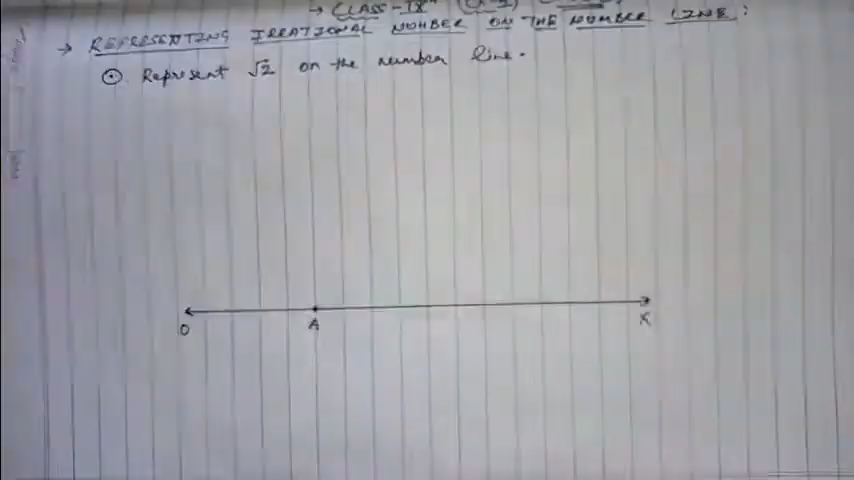 → CLASS-IX
→ REPRESENTING IRRATIONAL NUMBER ON THE NUMBER LINE:
⊙ Represent √2 on the number line.
O A X